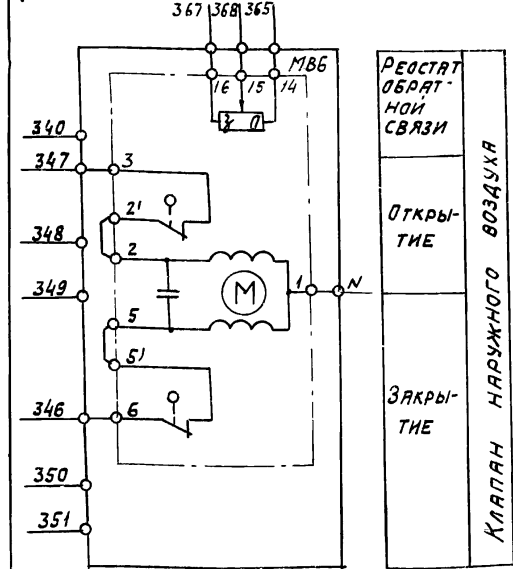 367 368 365
МВ6
16 15 14
З О
340
347 3
2'
348
2
349
М
1 N
5
5'
346 6
350
351
РЕОСТАТ
ОБРАТ-
НОЙ
СВЯЗИ
ОТКРЫ-
ТИЕ
ЗАКРЫ-
ТИЕ
КЛАПАН НАРУЖНОГО ВОЗДУХА